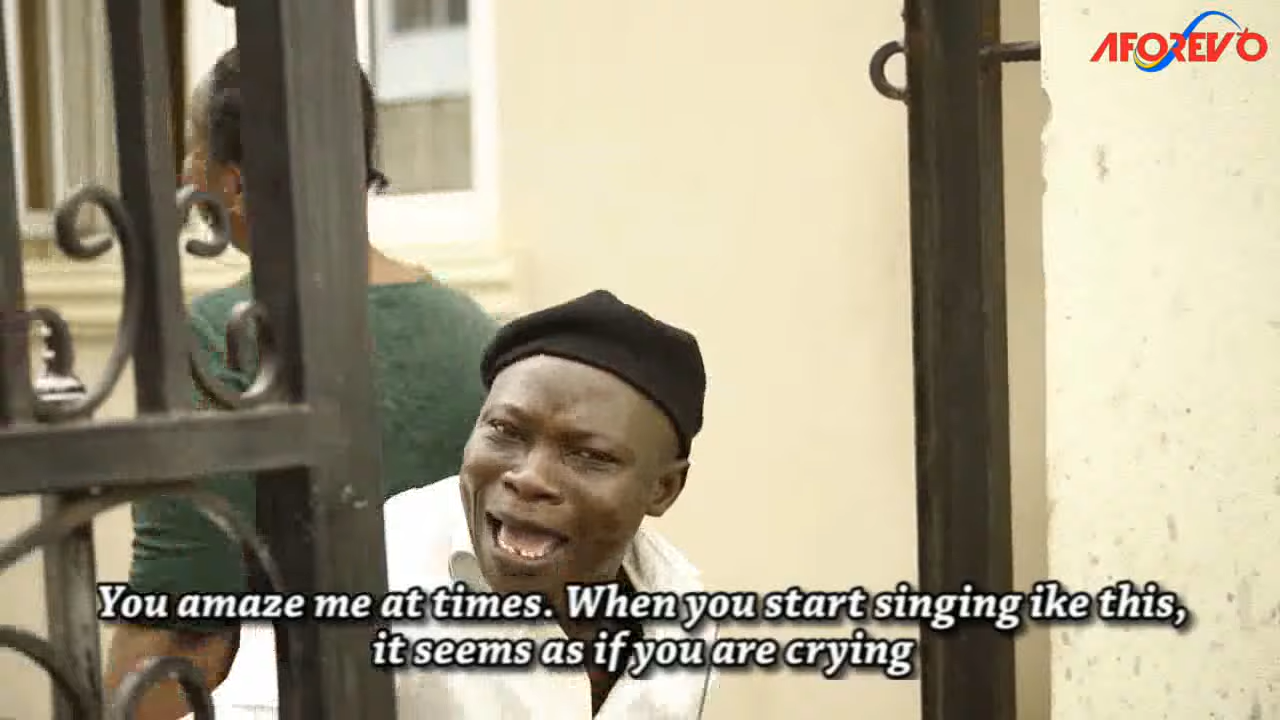 AFOREVO
You amaze me at times. When you start singing ike this,
it seems as if you are crying